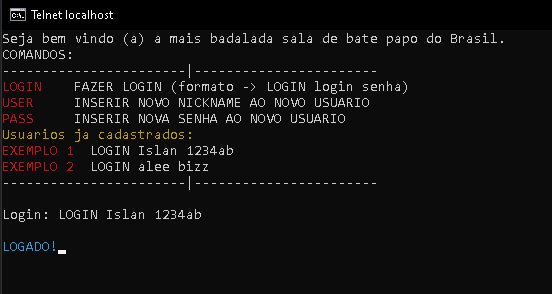 Telnet localhost
Seja bem vindo (a) a mais badalada sala de bate papo do Brasil.
COMANDOS:
-----------------------|-----------------------
LOGIN    FAZER LOGIN (formato -> LOGIN login senha)
USER     INSERIR NOVO NICKNAME AO NOVO USUARIO
PASS     INSERIR NOVA SENHA AO NOVO USUARIO
Usuarios ja cadastrados:
EXEMPLO 1  LOGIN Islan 1234ab
EXEMPLO 2  LOGIN alee bizz
-----------------------|-----------------------
Login: LOGIN Islan 1234ab
LOGADO!